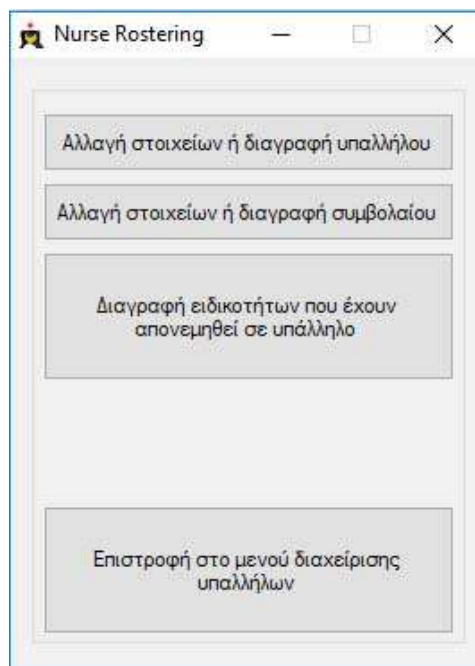 Nurse Rostering
Αλλαγή στοιχείων ή διαγραφή υπαλλήλου
Αλλαγή στοιχείων ή διαγραφή συμβολαίου
Διαγραφή ειδικοτήτων που έχουν
απονεμηθεί σε υπάλληλο
Επιστροφή στο μενού διαχείρισης
υπαλλήλων